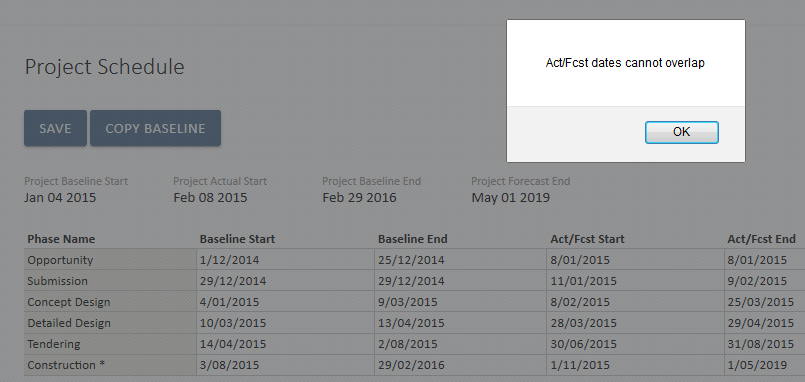 Act/Fcst dates cannot overlap
OK
Project Schedule
SAVE COPY BASELINE
Project Baseline Start Project Actual Start Project Baseline End Project Forecast End
Jan 04 2015 Feb 08 2015 Feb 29 2016 May 01 2019
Phase Name Baseline Start Baseline End Act/Fcst Start Act/Fcst End
Opportunity 1/12/2014 25/12/2014 8/01/2015 8/01/2015
Submission 29/12/2014 29/12/2014 11/01/2015 9/02/2015
Concept Design 4/01/2015 9/03/2015 8/02/2015 25/03/2015
Detailed Design 10/03/2015 13/04/2015 28/03/2015 29/04/2015
Tendering 14/04/2015 2/08/2015 30/06/2015 31/08/2015
Construction * 3/08/2015 29/02/2016 1/11/2015 1/05/2019